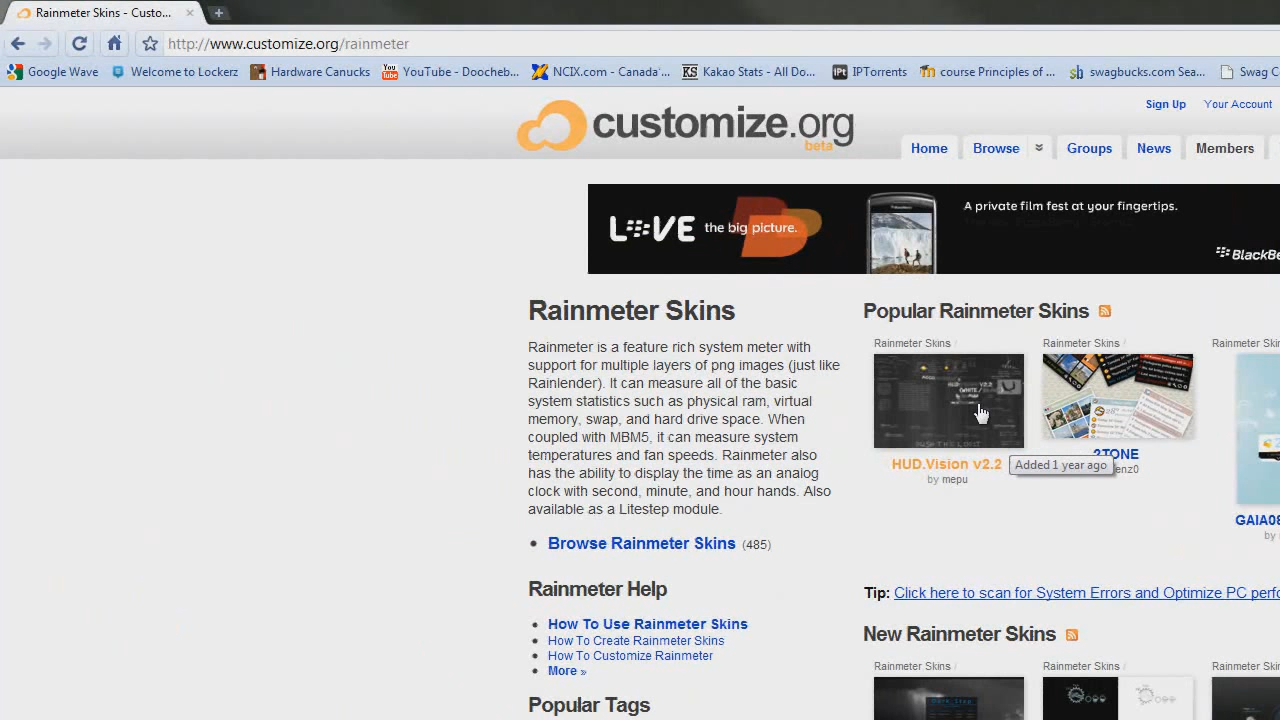 Rainmeter Skins - Custo...
http://www.customize.org/rainmeter
Google Wave
Welcome to Lockerz
Hardware Canucks
You Tube
YouTube - Doocheb...
NCIX.com - Canada'...
KS
Kakao Stats - All Do...
iPt
IPTorrents
course Principles of ...
sb
swagbucks.com Sea...
Swag C
customize.org
beta
Sign Up
Your Account
Home
Browse
Groups
News
Members
LOVE the big picture.
A private film fest at your fingertips.
BlackBe
Rainmeter Skins
Rainmeter is a feature rich system meter with
support for multiple layers of png images (just like
Rainlender). It can measure all of the basic
system statistics such as physical ram, virtual
memory, swap, and hard drive space. When
coupled with MBM5, it can measure system
temperatures and fan speeds. Rainmeter also
has the ability to display the time as an analog
clock with second, minute, and hour hands. Also
available as a Litestep module.
Browse Rainmeter Skins (485)
Rainmeter Help
How To Use Rainmeter Skins
How To Create Rainmeter Skins
How To Customize Rainmeter
More »
Popular Tags
Popular Rainmeter Skins
Rainmeter Skins /
Rainmeter Skins /
Rainmeter Skin
HUD.Vision v2.2
by mepu
Added 1 year ago
2TONE
enz0
GAIA08
by
Tip: Click here to scan for System Errors and Optimize PC perfo
New Rainmeter Skins
Rainmeter Skins /
Rainmeter Skins /
Rainmeter Skin